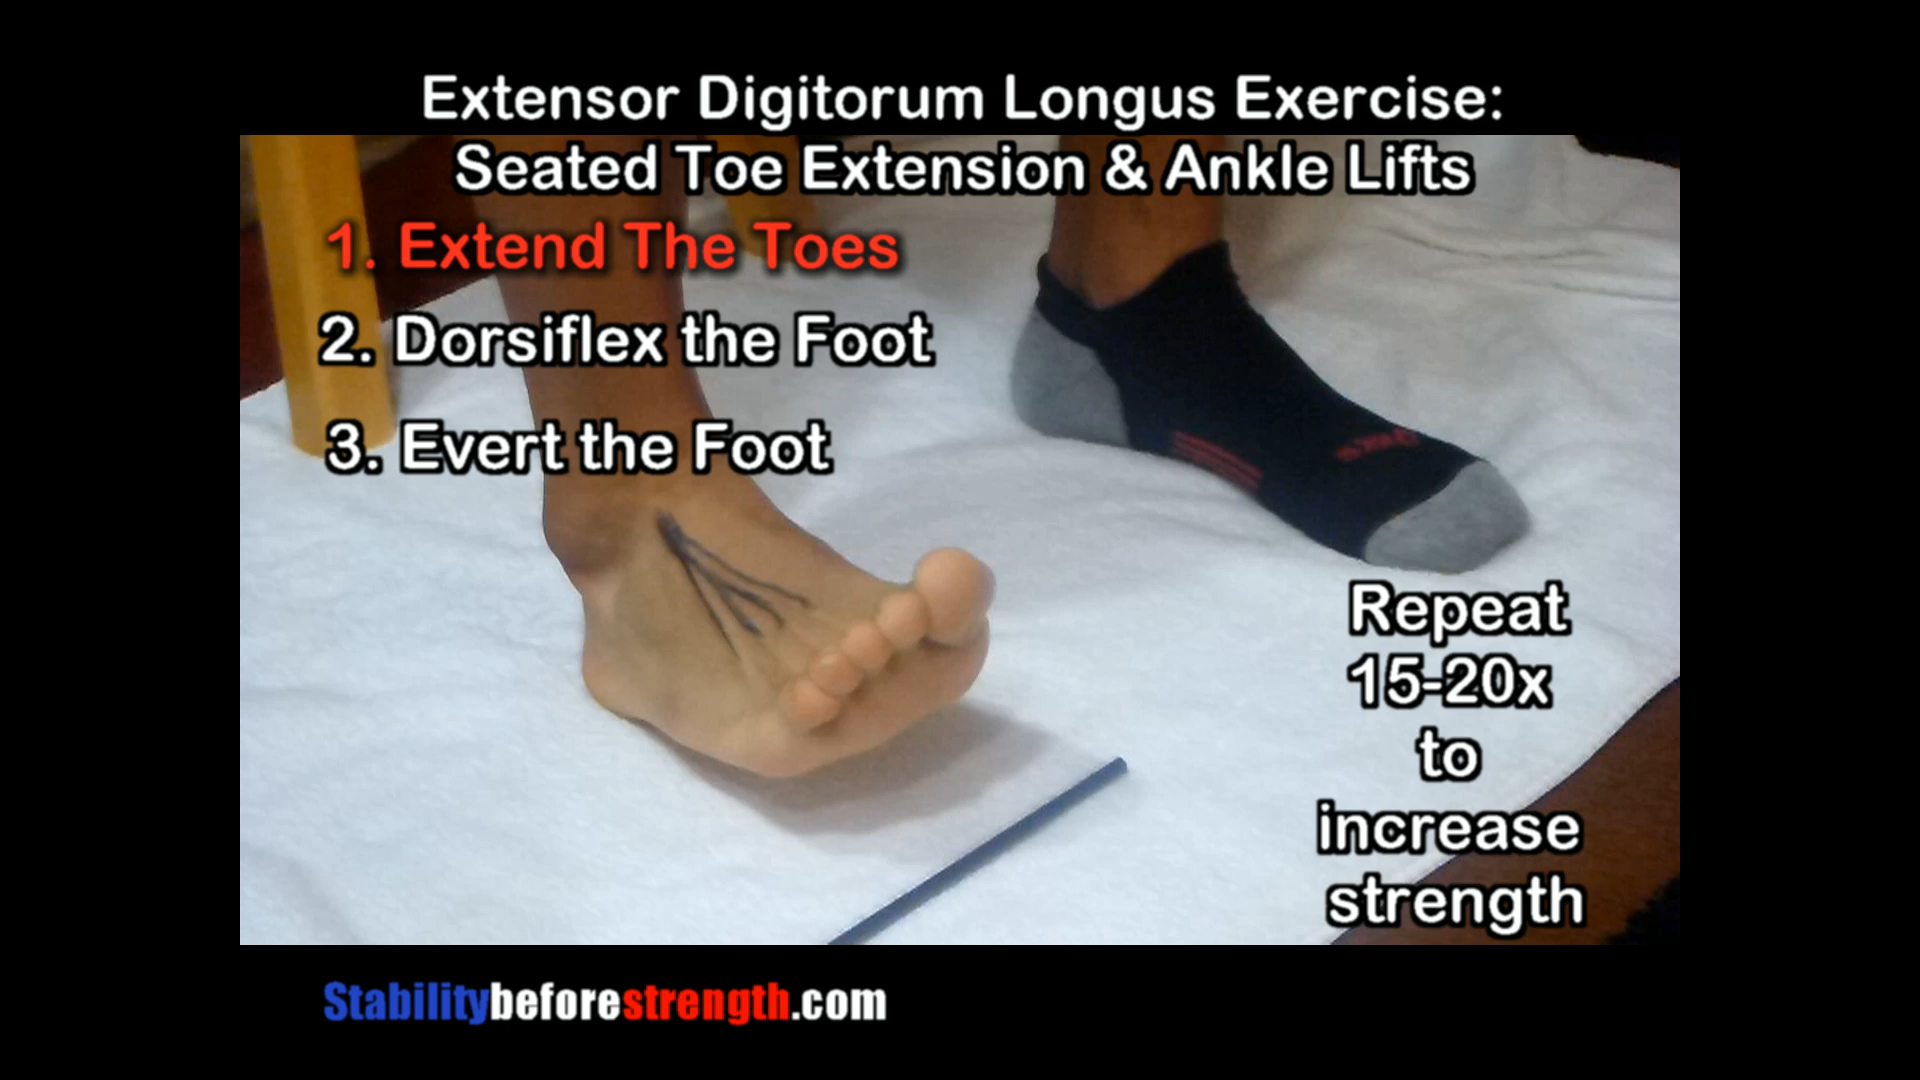 Extensor Digitorum Longus Exercise:
Seated Toe Extension & Ankle Lifts
1. Extend The Toes
2. Dorsiflex the Foot
3. Evert the Foot
Repeat
15-20x
to
increase
strength
Stabilitybeforestrength.com